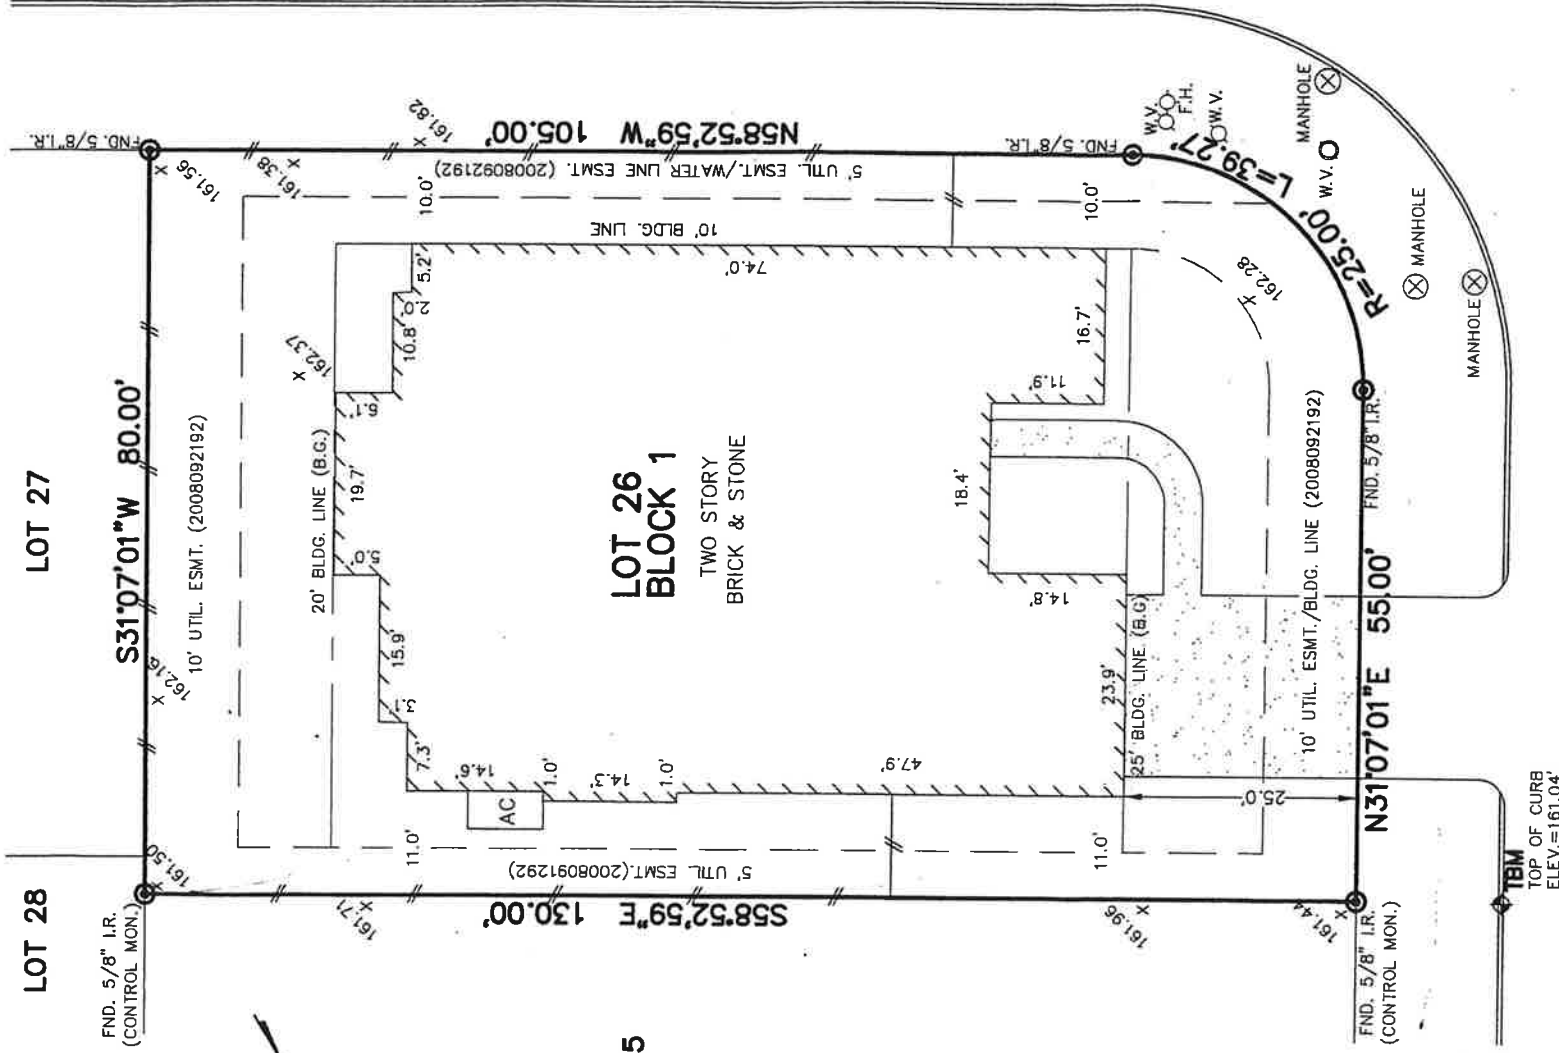 LOT 27
LOT 28
FND. 5/8" I.R.
161.56
161.38
161.82
S31°07'01"W 80.00'
10' UTIL. ESMT. (2008092192)
162.16
161.50
FND. 5/8" I.R.
(CONTROL MON.)
N58°52'59"W 105.00'
5' UTIL. ESMT./WATER LINE ESMT. (2008092192)
10.0'
10' BLDG. LINE
162.37
20' BLDG. LINE (B.G.)
5.2'
2.0'
10.8'
6.1'
19.7'
5.0'
15.9'
3.1'
7.3'
14.6'
1.0'
14.3'
1.0'
47.9'
AC
11.0'
74.0'
LOT 26
BLOCK 1
TWO STORY
BRICK & STONE
16.7'
11.9'
18.4'
14.8'
23.9'
25' BLDG. LINE (B.G)
25.0'
11.0'
5' UTIL. ESMT.(2008091292)
S58°52'59"E 130.00'
161.71
161.96
161.44
FND. 5/8" I.R.
10.0'
162.28
R=25.00' L=39.27'
W.V.
F.H.
W.V.
W.V.
MANHOLE
MANHOLE
MANHOLE
10' UTIL. ESMT./BLDG. LINE (2008092192)
FND. 5/8" I.R.
N31°07'01"E 55.00'
FND. 5/8" I.R.
(CONTROL MON.)
TBM
TOP OF CURB
ELEV.=161.04'
5